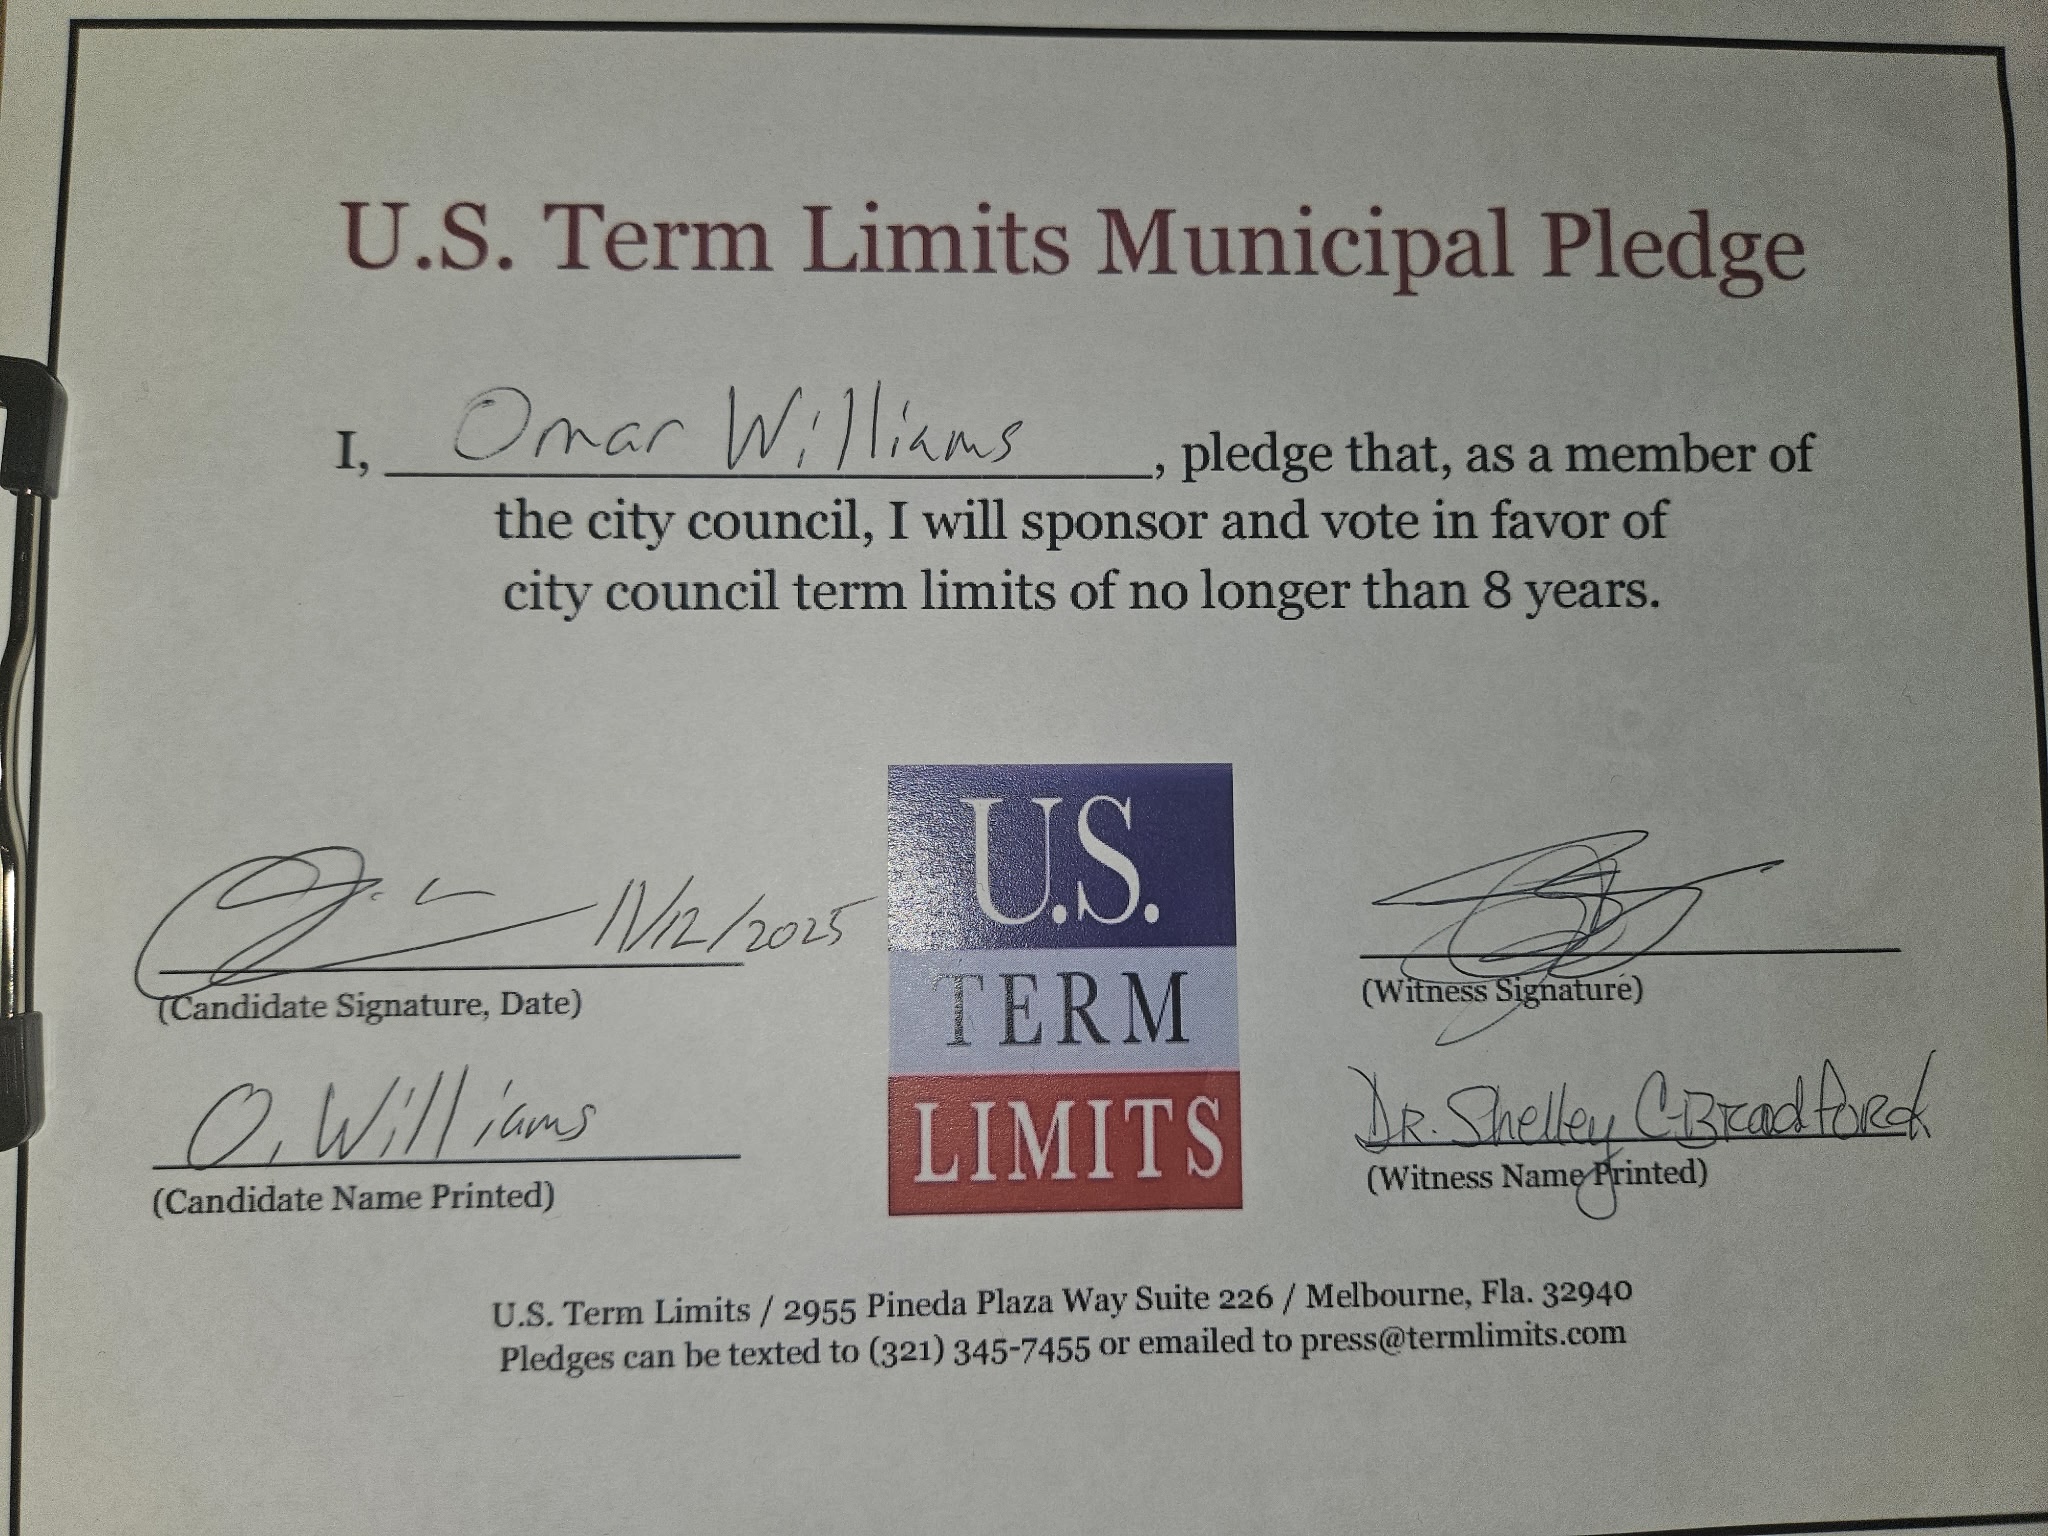 U.S. Term Limits Municipal Pledge
I, Omar Williams, pledge that, as a member of
the city council, I will sponsor and vote in favor of
city council term limits of no longer than 8 years.
11/12/2025
(Candidate Signature, Date)
O. Williams
(Candidate Name Printed)
U.S.
TERM
LIMITS
(Witness Signature)
DR. Shelley C. Bradford
(Witness Name Printed)
U.S. Term Limits / 2955 Pineda Plaza Way Suite 226 / Melbourne, Fla. 32940
Pledges can be texted to (321) 345-7455 or emailed to press@termlimits.com